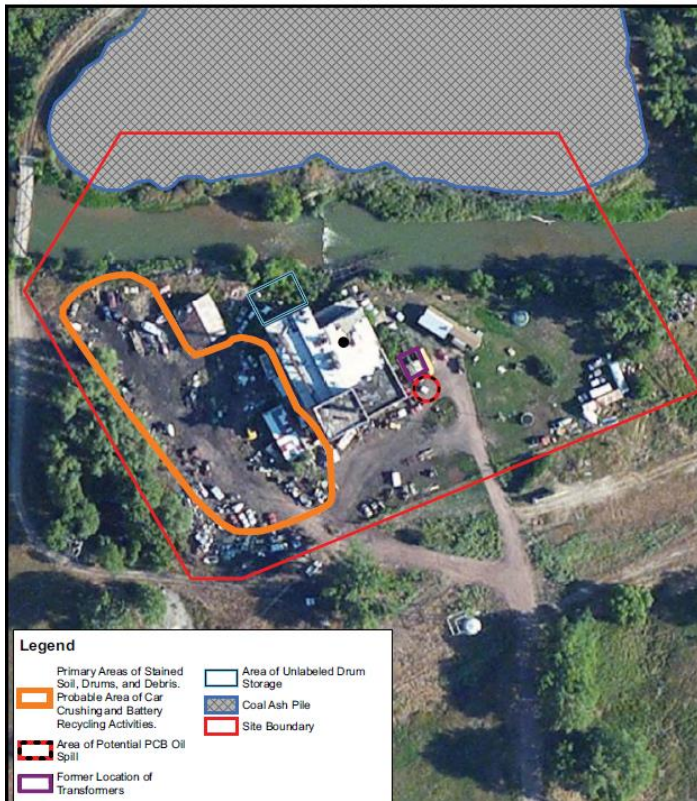 Legend
Primary Areas of Stained
Soil, Drums, and Debris.
Probable Area of Car
Crushing and Battery
Recycling Activities.
Area of Potential PCB Oil
Spill
Former Location of
Transformers
Area of Unlabeled Drum
Storage
Coal Ash Pile
Site Boundary